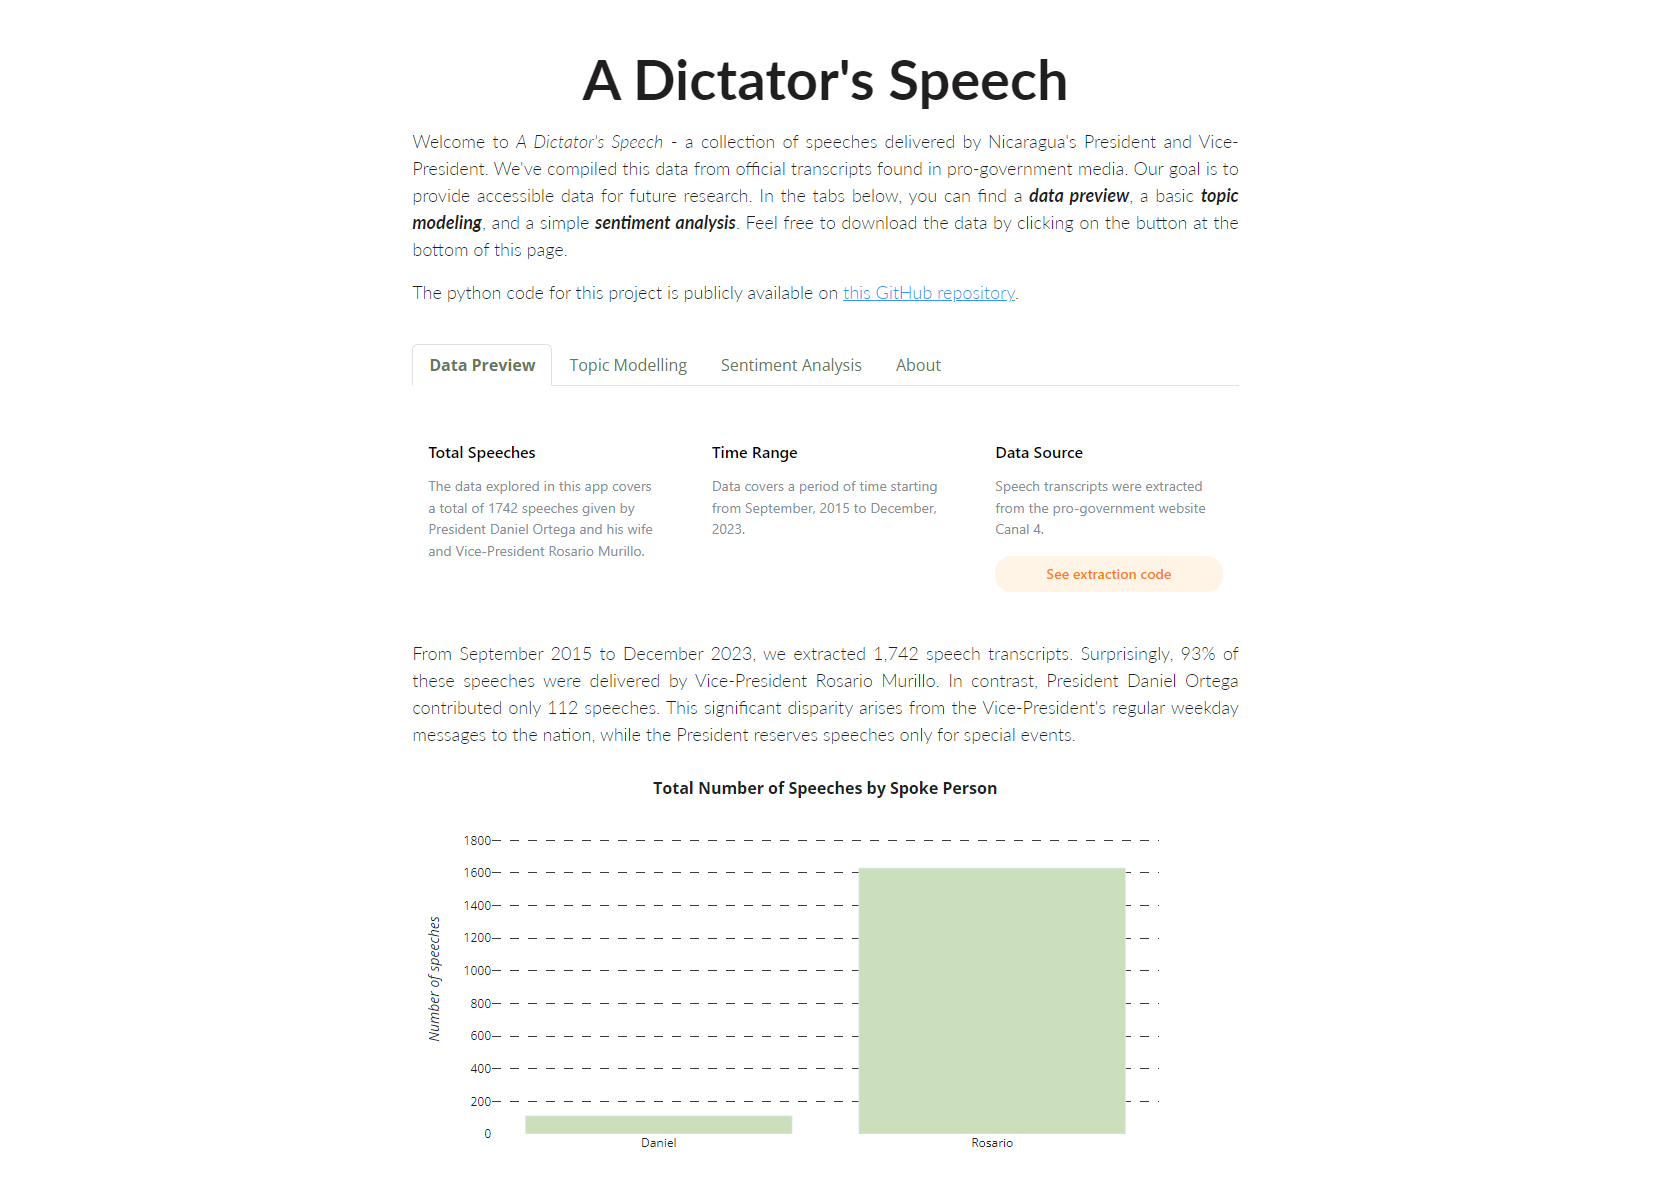 A Dictator's Speech
Welcome to A Dictator's Speech - a collection of speeches delivered by Nicaragua's President and Vice-
President. We've compiled this data from official transcripts found in pro-government media. Our goal is to
provide accessible data for future research. In the tabs below, you can find a data preview, a basic topic
modeling, and a simple sentiment analysis. Feel free to download the data by clicking on the button at the
bottom of this page.
The python code for this project is publicly available on this GitHub repository.
Data Preview Topic Modelling Sentiment Analysis About
Total Speeches
The data explored in this app covers
a total of 1742 speeches given by
President Daniel Ortega and his wife
and Vice-President Rosario Murillo.
Time Range
Data covers a period of time starting
from September, 2015 to December,
2023.
Data Source
Speech transcripts were extracted
from the pro-government website
Canal 4.
See extraction code
From September 2015 to December 2023, we extracted 1,742 speech transcripts. Surprisingly, 93% of
these speeches were delivered by Vice-President Rosario Murillo. In contrast, President Daniel Ortega
contributed only 112 speeches. This significant disparity arises from the Vice-President's regular weekday
messages to the nation, while the President reserves speeches only for special events.
Total Number of Speeches by Spoke Person
Number of speeches
1800
1600
1400
1200
1000
800
600
400
200
0
Daniel Rosario